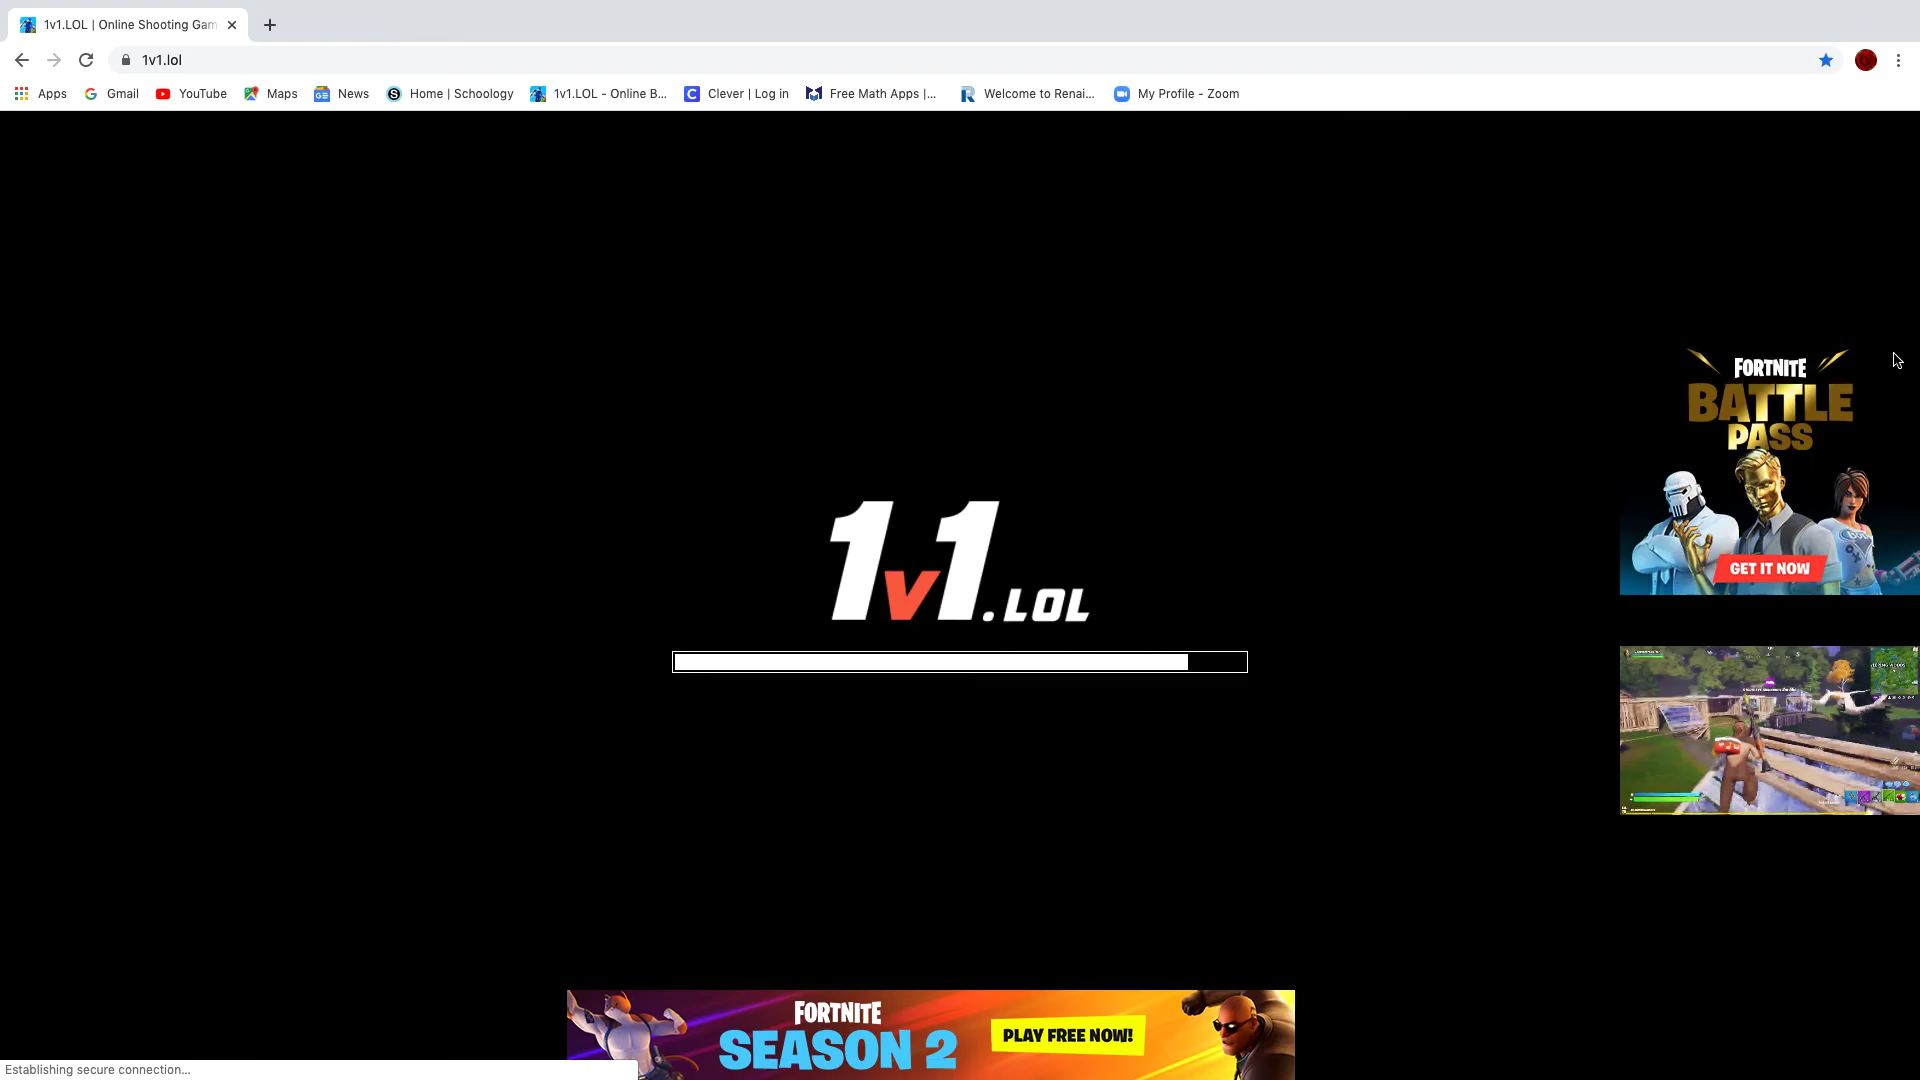 1v1.LOL | Online Shooting Gam
1v1.lol
Apps Gmail YouTube Maps News Home | Schoology 1v1.LOL - Online B... Clever | Log in Free Math Apps |... Welcome to Renai... My Profile - Zoom
FORTNITE
BATTLE
PASS
GET IT NOW
1v1.LOL
FORTNITE
SEASON 2
PLAY FREE NOW!
Establishing secure connection...